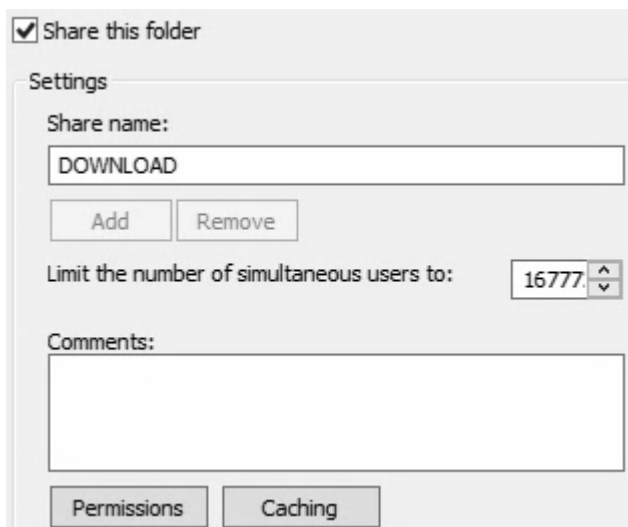 Share this folder
Settings
Share name:
DOWNLOAD
Add Remove
Limit the number of simultaneous users to: 16777
Comments:
Permissions Caching